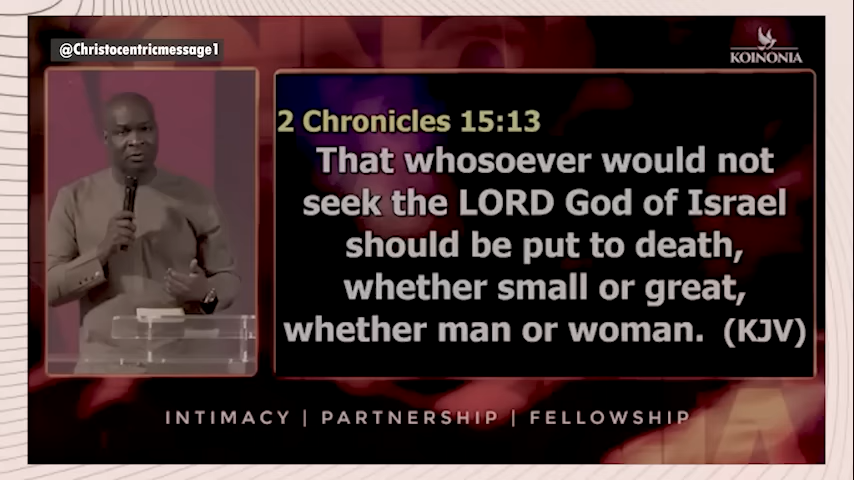 @Christocentricmessage1
KOINONIA
2 Chronicles 15:13
That whosoever would not
seek the LORD God of Israel
should be put to death,
whether small or great,
whether man or woman. (KJV)
INTIMACY | PARTNERSHIP | FELLOWSHIP